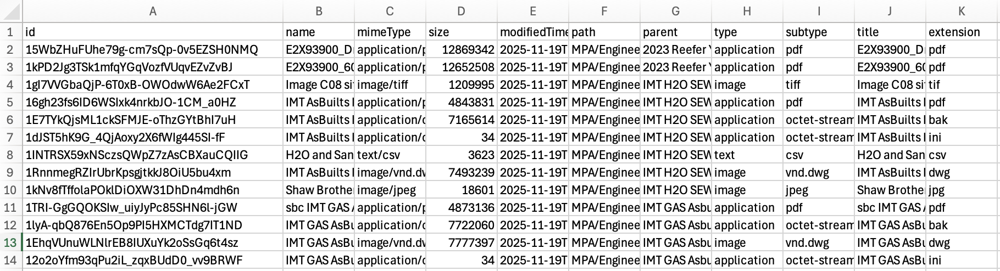 A B C D E F G H I J K
1 id name mimeType size modifiedTime path parent type subtype title extension
2 15WbZHuFUhe79g-cm7sQp-0v5EZSH0NMQ E2X93900_D application/p 12869342 2025-11-19T MPA/Enginee 2023 Reefer application pdf E2X93900_D pdf
3 1kPD2Jg3TSk1mfqYGqVozfVUqvEZvZvBJ E2X93900_60 application/p 12652508 2025-11-19T MPA/Enginee 2023 Reefer application pdf E2X93900_60 pdf
4 1gI7VVGbaQjP-6T0xB-OWOdwW6Ae2FCxT Image C08 sit image/tiff 1209995 2025-11-19T MPA/Enginee IMT H2O SEW image tiff Image C08 sit tif
5 16gh23fs6ID6WSIxk4nrkbJO-1CM_a0HZ IMT AsBuilts application/p 4843831 2025-11-19T MPA/Enginee IMT H2O SEW application pdf IMT AsBuilts pdf
6 1E7TYkQjsML1ckSFMJE-oThzGYtBhI7uH IMT AsBuilts application/o 7165614 2025-11-19T MPA/Enginee IMT H2O SEW application octet-stream IMT AsBuilts bak
7 1dJST5hK9G_4QjAoxy2X6fWIg445SI-fF IMT AsBuilts application/o 34 2025-11-19T MPA/Enginee IMT H2O SEW application octet-stream IMT AsBuilts ini
8 1INTRSX59xNSczsQWpZ7zAsCBXauCQIIG H2O and San text/csv 3623 2025-11-19T MPA/Enginee IMT H2O SEW text csv H2O and San csv
9 1RnnmegRZIrUbrKpsgjtkkJ8OiU5bu4xm IMT AsBuilts image/vnd.dw 7493239 2025-11-19T MPA/Enginee IMT H2O SEW image vnd.dwg IMT AsBuilts dwg
10 1kNv8fTffolaPOklDiOXW31DhDn4mdh6n Shaw Brothe image/jpeg 18601 2025-11-19T MPA/Enginee IMT H2O SEW image jpeg Shaw Brothe jpg
11 1TRI-GgGQOKSIw_uiyJyPc85SHN6l-jGW sbc IMT GAS application/p 4873136 2025-11-19T MPA/Enginee IMT GAS Asbu application pdf sbc IMT GAS pdf
12 1lyA-qbQ876En5Op9PI5HXMCTdg7IT1ND IMT GAS AsBu application/o 7722060 2025-11-19T MPA/Enginee IMT GAS Asbu application octet-stream IMT GAS AsBu bak
13 1EhqVUnuWLNlrEB8IUXuYk2oSsGq6t4sz IMT GAS AsBu image/vnd.dw 7777397 2025-11-19T MPA/Enginee IMT GAS Asbu image vnd.dwg IMT GAS AsBu dwg
14 12o2oYfm93qPu2iL_zqxBUdD0_vv9BRWF IMT GAS AsBu application/o 34 2025-11-19T MPA/Enginee IMT GAS Asbu application octet-stream IMT GAS AsBu ini